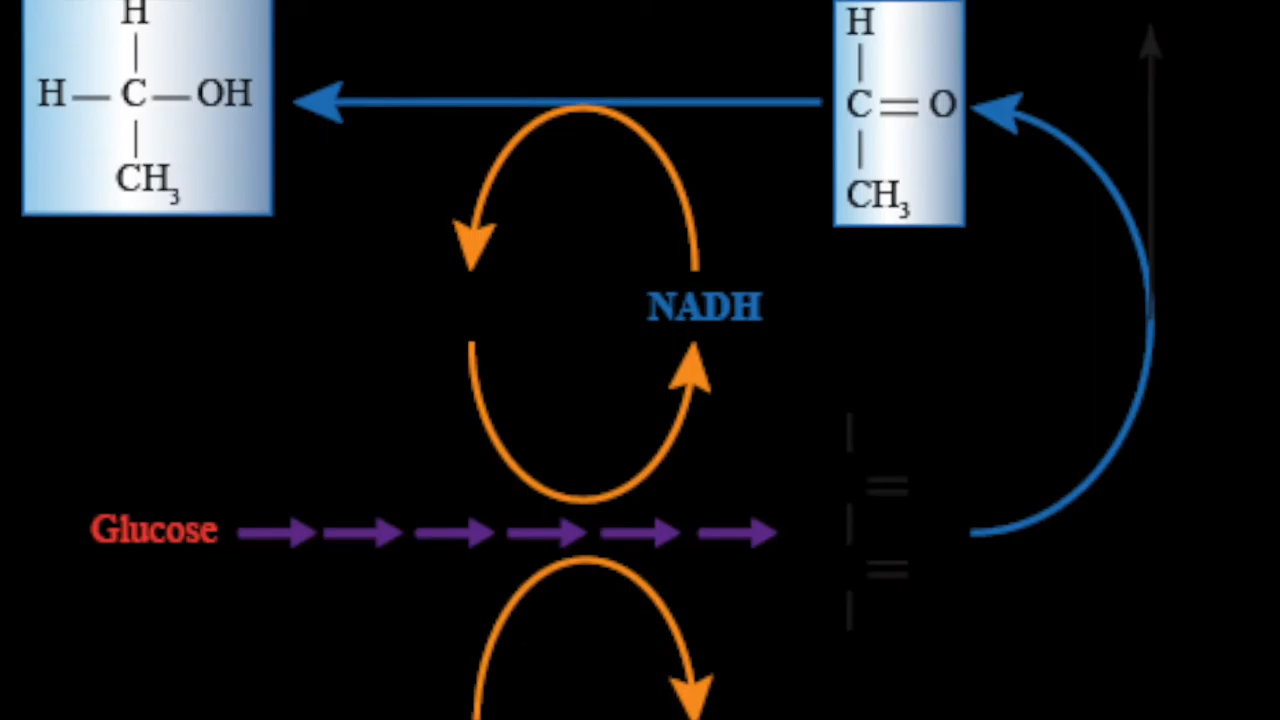 H
H—C—OH
CH₃
H
C=O
CH₃
NADH
Glucose